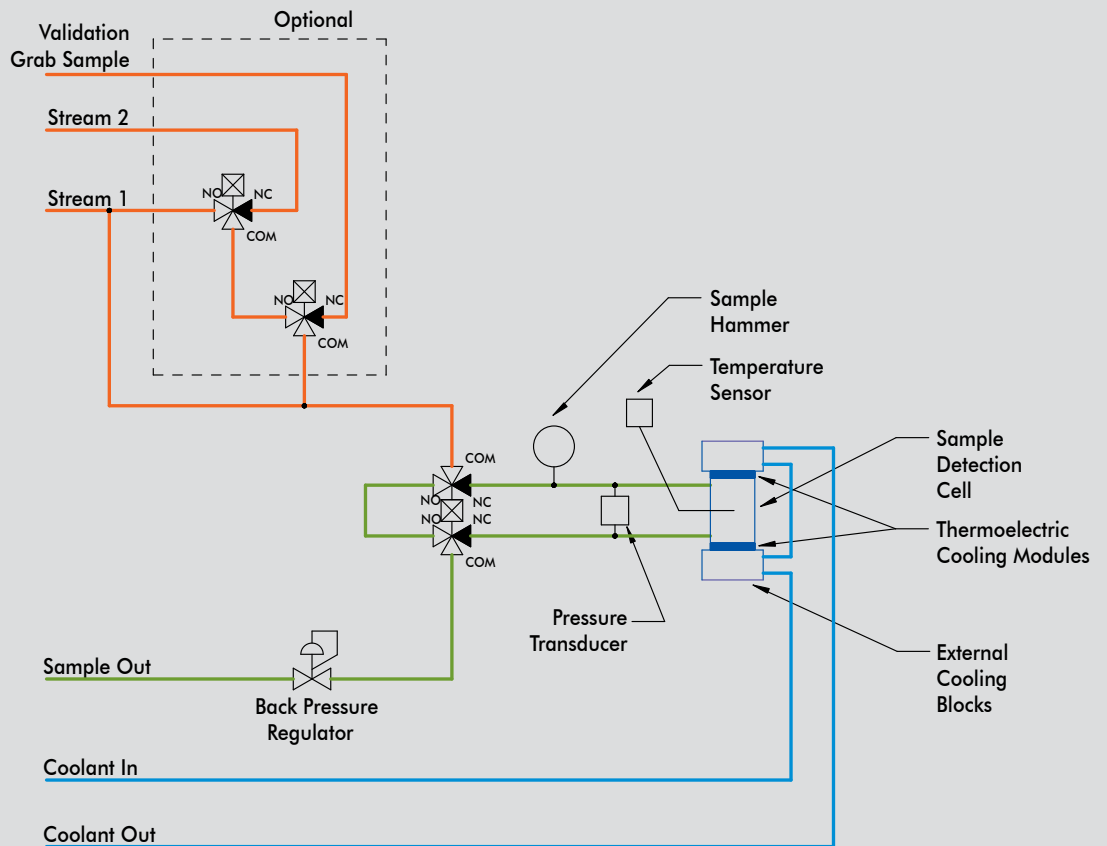 Optional
Validation
Grab Sample
Stream 2
Stream 1
NO
NC
COM
NO
NC
COM
Sample
Hammer
Temperature
Sensor
COM
NO
NC
NO
NC
COM
Sample
Detection
Cell
Thermoelectric
Cooling Modules
Pressure
Transducer
External
Cooling
Blocks
Sample Out
Back Pressure
Regulator
Coolant In
Coolant Out